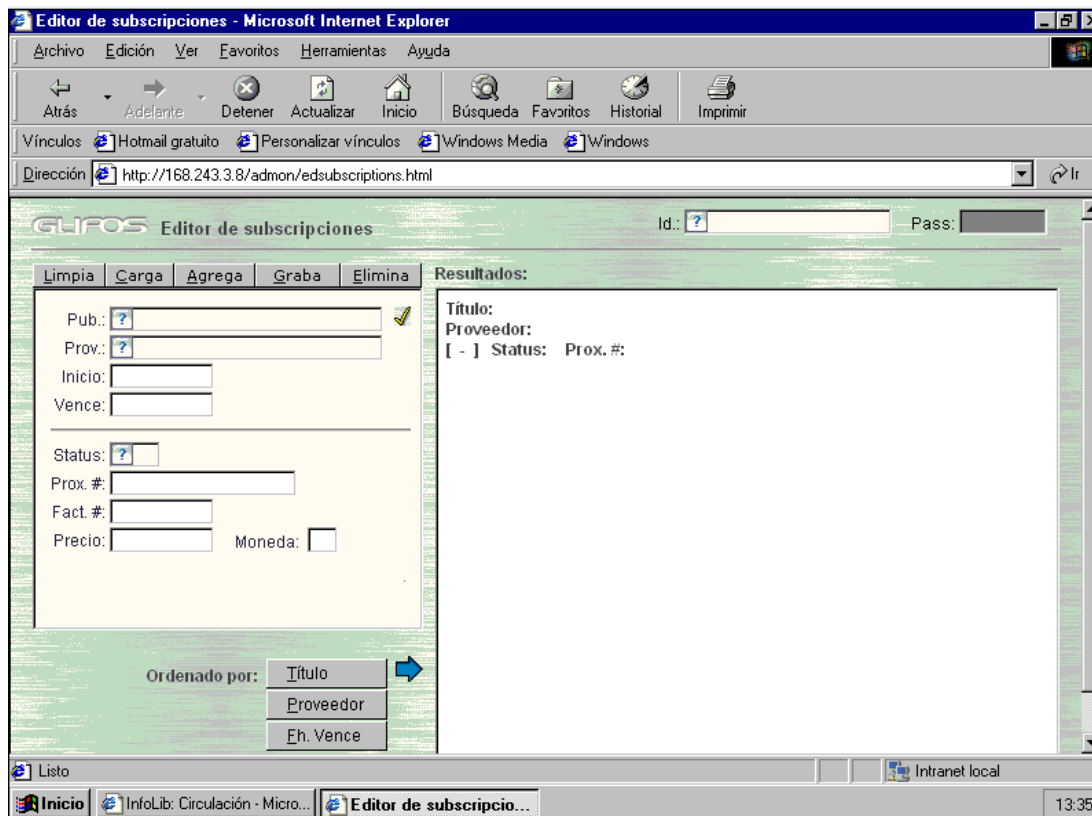 Editor de subscripciones - Microsoft Internet Explorer
Archivo Edición Ver Favoritos Herramientas Ayuda
Atrás Adelante Detener Actualizar Inicio Búsqueda Favoritos Historial Imprimir
Vínculos Hotmail gratuito Personalizar vínculos Windows Media Windows
Dirección http://168.243.3.8/admon/edsubscriptions.html Ir
GLIFOS Editor de subscripciones Id.: ? Pass:
Limpia Carga Agrega Graba Elimina Resultados:
Pub.: ? Título:
Proveedor:
Prov.: ? [ - ] Status: Prox. #:
Inicio:
Vence:
Status: ?
Prox. #:
Fact. #:
Precio: Moneda:
Ordenado por: Título
Proveedor
Fh. Vence
Listo Intranet local
Inicio InfoLib: Circulación - Micro... Editor de subscripcio... 13:35